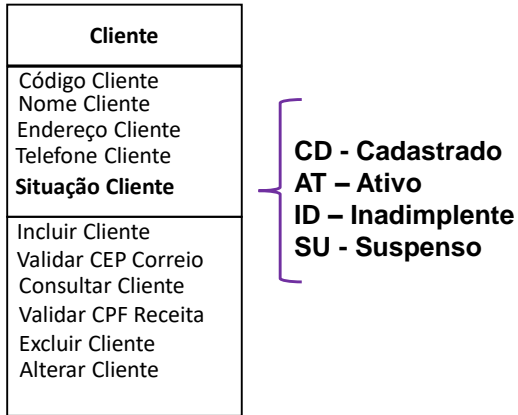 Cliente
Código Cliente
Nome Cliente
Endereço Cliente
Telefone Cliente
Situação Cliente
Incluir Cliente
Validar CEP Correio
Consultar Cliente
Validar CPF Receita
Excluir Cliente
Alterar Cliente
CD - Cadastrado
AT – Ativo
ID – Inadimplente
SU - Suspenso